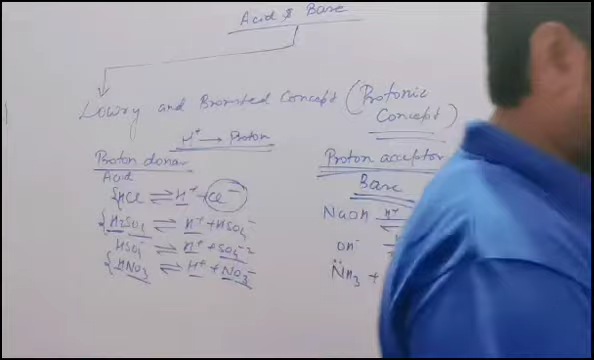 Acid & Base
Lowry and Bronsted Concept (Protonic Concept)
H⁺ → Proton
Proton donar
Acid
{HCl ⇌ H⁺ + Cl⁻
{H₂SO₄ ⇌ H⁺ + HSO₄⁻
HSO₄⁻ ⇌ H⁺ + SO₄⁻²
{HNO₃ ⇌ H⁺ + NO₃⁻
Proton acceptor
Base
NaOH H⁺
OH⁻
N̈H₃ +